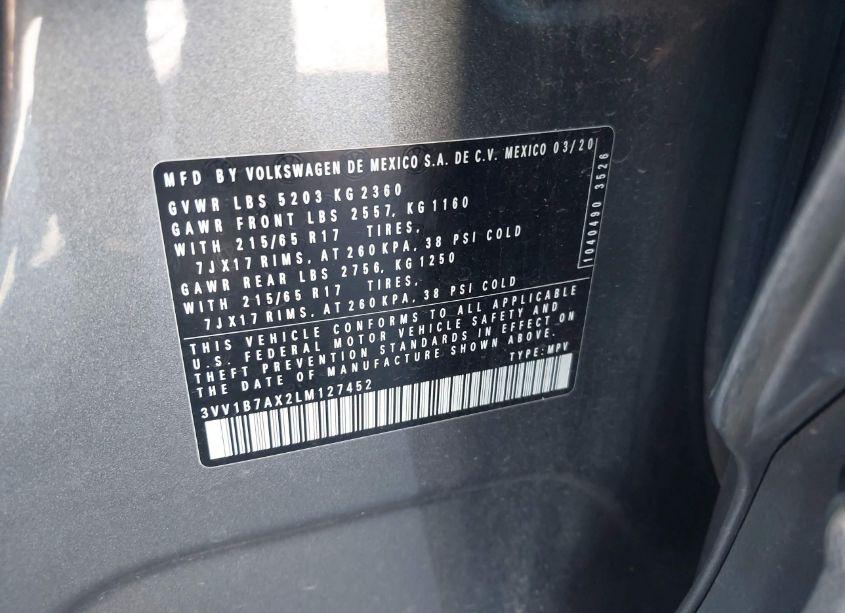 MFD BY VOLKSWAGEN DE MEXICO S.A. DE C.V. MEXICO 03/20
GVWR LBS 5203 KG 2360
GAWR FRONT LBS 2557, KG 1160
WITH 215/65 R17 TIRES,
7JX17 RIMS, AT 260 KPA, 38 PSI COLD
GAWR REAR LBS 2756, KG 1250
WITH 215/65 R17 TIRES,
7JX17 RIMS, AT 260 KPA, 38 PSI COLD
THIS VEHICLE CONFORMS TO ALL APPLICABLE
U.S. FEDERAL MOTOR VEHICLE SAFETY AND
THEFT PREVENTION STANDARDS IN EFFECT ON
THE DATE OF MANUFACTURE SHOWN ABOVE.
TYPE: MPV
3VV1B7AX2LM127452
1040490 3528